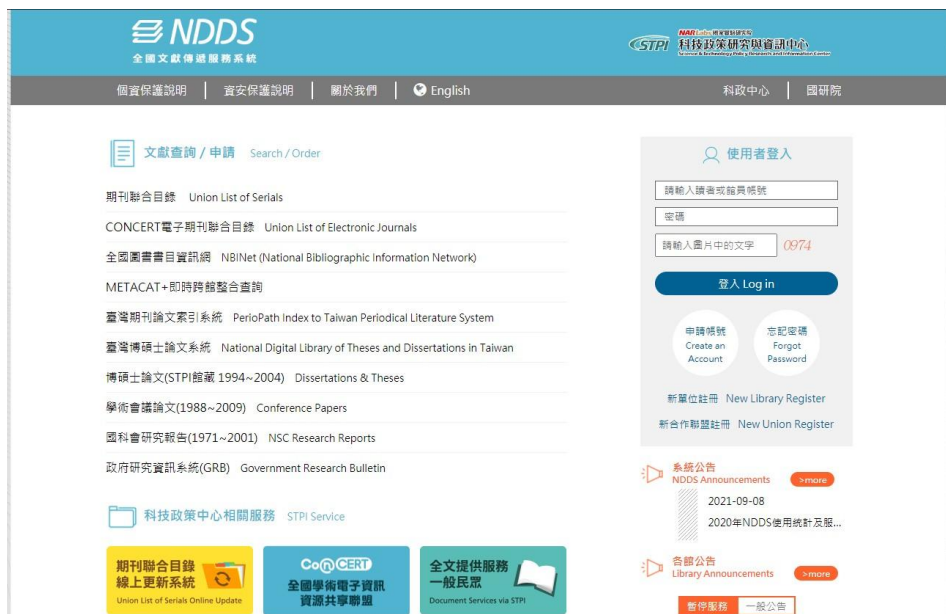 NDDS
全國文獻傳遞服務系統
STPI
NARLabs 國家實驗研究院
科技政策研究與資訊中心
Science & Technology Policy Research and Information Center
個資保護說明
資安保護說明
關於我們
English
科政中心
國研院
文獻查詢 / 申請 Search / Order
期刊聯合目錄 Union List of Serials
CONCERT電子期刊聯合目錄 Union List of Electronic Journals
全國圖書書目資訊網 NBINet (National Bibliographic Information Network)
METACAT+即時跨館整合查詢
臺灣期刊論文索引系統 PerioPath Index to Taiwan Periodical Literature System
臺灣博碩士論文系統 National Digital Library of Theses and Dissertations in Taiwan
博碩士論文(STPI館藏 1994~2004) Dissertations & Theses
學術會議論文(1988~2009) Conference Papers
國科會研究報告(1971~2001) NSC Research Reports
政府研究資訊系統(GRB) Government Research Bulletin
科技政策中心相關服務 STPI Service
期刊聯合目錄
線上更新系統
Union List of Serials Online Update
CONCERT
全國學術電子資訊
資源共享聯盟
全文提供服務
一般民眾
Document Services via STPI
使用者登入
請輸入讀者或館員帳號
密碼
請輸入圖片中的文字
0974
登入 Log in
申請帳號
Create an
Account
忘記密碼
Forgot
Password
新單位註冊 New Library Register
新合作聯盟註冊 New Union Register
系統公告
NDDS Announcements
>more
2021-09-08
2020年NDDS使用統計及服...
各館公告
Library Announcements
>more
暫停服務
一般公告